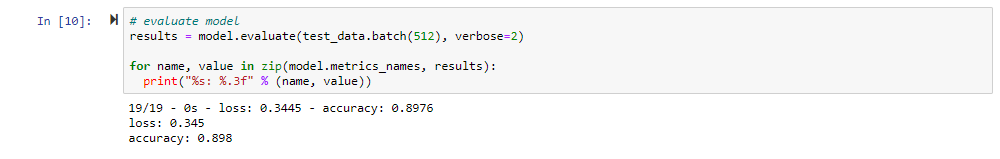 In [10]:
# evaluate model
results = model.evaluate(test_data.batch(512), verbose=2)
for name, value in zip(model.metrics_names, results):
  print("%s: %.3f" % (name, value))
19/19 - 0s - loss: 0.3445 - accuracy: 0.8976
loss: 0.345
accuracy: 0.898